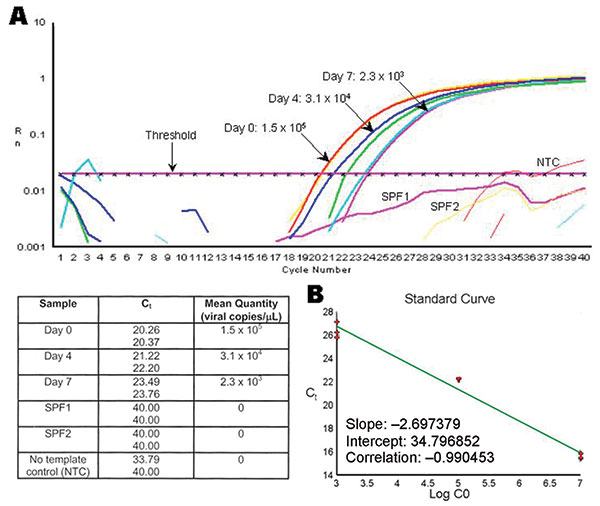 A
10
1
0.1
0.01
0.001
R
n
Threshold
Day 0: 1.5 x 10⁵
Day 4: 3.1 x 10⁴
Day 7: 2.3 x 10³
NTC
SPF1
SPF2
1 2 3 4 5 6 7 8 9 10 11 12 13 14 15 16 17 18 19 20 21 22 23 24 25 26 27 28 29 30 31 32 33 34 35 36 37 38 39 40
Cycle Number
Sample Ct Mean Quantity
(viral copies/µL)
Day 0 20.26 1.5 x 10⁵
20.37
Day 4 21.22 3.1 x 10⁴
22.20
Day 7 23.49 2.3 x 10³
23.76
SPF1 40.00 0
40.00
SPF2 40.00 0
40.00
No template 33.79 0
control (NTC) 40.00
B
Standard Curve
28
26
24
22
20
18
16
14
Ct
Slope: –2.697379
Intercept: 34.796852
Correlation: –0.990453
3 3.5 4 4.5 5 5.5 6 6.5 7
Log C0